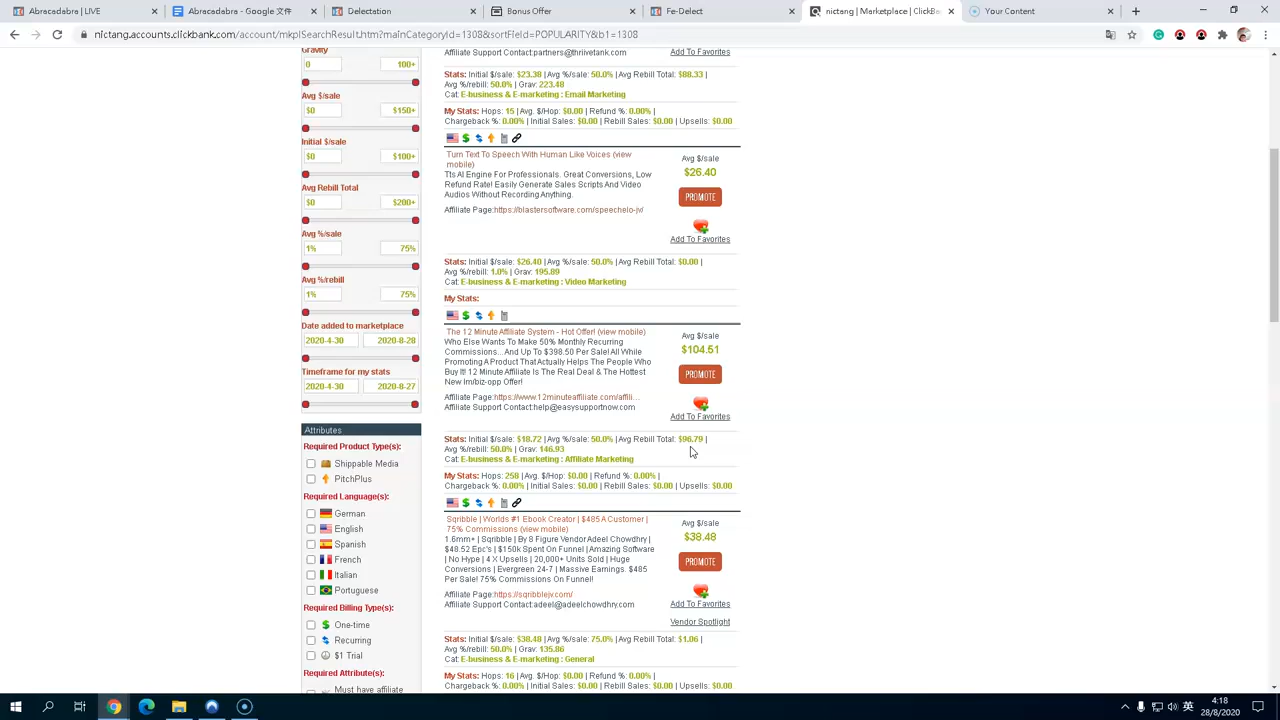 Abracadabra | LIVE
Abracadabra - Google 文件
Delectation
Bonus Offer
Fe-Delect
nictang | Marketplace | ClickBa
Your Content
nictang.accounts.clickbank.com/account/mkplSearchResult.htm?mainCategoryId=1308&sortField=POPULARITY&b1=1308
Gravity
0 100+
Avg $/sale
$0 $150+
Initial $/sale
$0 $100+
Avg Rebill Total
$0 $200+
Avg %/sale
1% 75%
Avg %/rebill
1% 75%
Date added to marketplace
2020-4-30 2020-8-28
Timeframe for my stats
2020-4-30 2020-8-27
Attributes
Required Product Type(s):
Shippable Media
PitchPlus
Required Language(s):
German
English
Spanish
French
Italian
Portuguese
Required Billing Type(s):
One-time
Recurring
$1 Trial
Required Attribute(s):
Must have affiliate
Affiliate Support Contact:partners@thriivetank.com
Add To Favorites
Stats: Initial $/sale: $23.38 | Avg %/sale: 50.0% | Avg Rebill Total: $88.33 |
Avg %/rebill: 50.0% | Grav: 223.48
Cat: E-business & E-marketing : Email Marketing
My Stats: Hops: 15 | Avg. $/Hop: $0.00 | Refund %: 0.00% |
Chargeback %: 0.00% | Initial Sales: $0.00 | Rebill Sales: $0.00 | Upsells: $0.00
Turn Text To Speech With Human Like Voices (view
mobile)
Tts AI Engine For Professionals. Great Conversions, Low
Refund Rate! Easily Generate Sales Scripts And Video
Audios Without Recording Anything.
Affiliate Page:https://blastersoftware.com/speechelo-jv/
Avg $/sale
$26.40
PROMOTE
Add To Favorites
Stats: Initial $/sale: $26.40 | Avg %/sale: 50.0% | Avg Rebill Total: $0.00 |
Avg %/rebill: 1.0% | Grav: 195.89
Cat: E-business & E-marketing : Video Marketing
My Stats:
The 12 Minute Affiliate System - Hot Offer! (view mobile)
Who Else Wants To Make 50% Monthly Recurring
Commissions... And Up To $398.50 Per Sale! All While
Promoting A Product That Actually Helps The People Who
Buy It! 12 Minute Affiliate Is The Real Deal & The Hottest
New Im/biz-opp Offer!
Affiliate Page:https://www.12minuteaffiliate.com/affili...
Affiliate Support Contact:help@easysupportnow.com
Avg $/sale
$104.51
PROMOTE
Add To Favorites
Stats: Initial $/sale: $18.72 | Avg %/sale: 50.0% | Avg Rebill Total: $96.79 |
Avg %/rebill: 50.0% | Grav: 146.93
Cat: E-business & E-marketing : Affiliate Marketing
My Stats: Hops: 258 | Avg. $/Hop: $0.00 | Refund %: 0.00% |
Chargeback %: 0.00% | Initial Sales: $0.00 | Rebill Sales: $0.00 | Upsells: $0.00
Sqribble | Worlds #1 Ebook Creator | $485 A Customer |
75% Commissions (view mobile)
1.6mm+ | Sqribble | By 8 Figure Vendor Adeel Chowdhry |
$48.52 Epc's | $150k Spent On Funnel | Amazing Software
| No Hype | 4 X Upsells | 20,000+ Units Sold | Huge
Conversions | Evergreen 24-7 | Massive Earnings. $485
Per Sale! 75% Commissions On Funnel!
Affiliate Page:https://sqribblejv.com/
Affiliate Support Contact:adeel@adeelchowdhry.com
Avg $/sale
$38.48
PROMOTE
Add To Favorites
Vendor Spotlight
Stats: Initial $/sale: $38.48 | Avg %/sale: 75.0% | Avg Rebill Total: $1.06 |
Avg %/rebill: 50.0% | Grav: 135.86
Cat: E-business & E-marketing : General
My Stats: Hops: 16 | Avg. $/Hop: $0.00 | Refund %: 0.00% |
Chargeback %: 0.00% | Initial Sales: $0.00 | Rebill Sales: $0.00 | Upsells: $0.00
英
4:18
28/8/2020